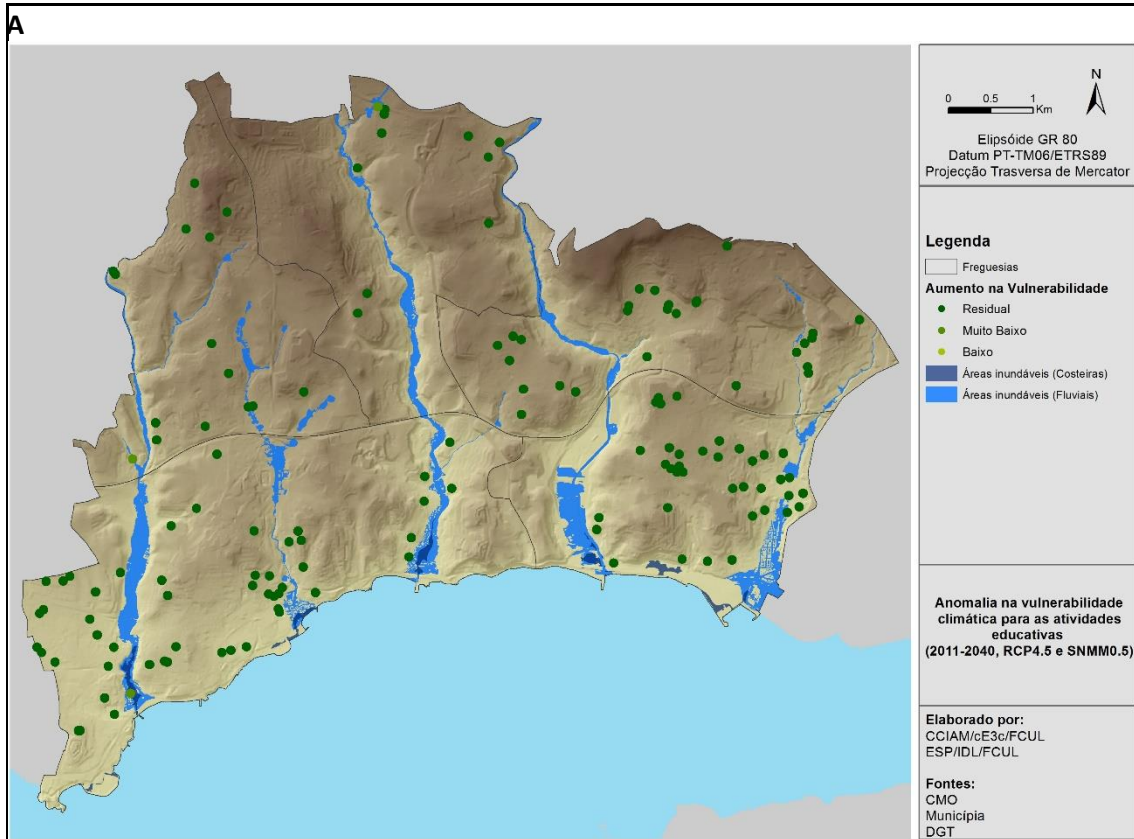 A
N
0 0.5 1
Km
Elipsóide GR 80
Datum PT-TM06/ETRS89
Projecção Trasversa de Mercator
Legenda
Freguesias
Aumento na Vulnerabilidade
Residual
Muito Baixo
Baixo
Áreas inundáveis (Costeiras)
Áreas inundáveis (Fluviais)
Anomalia na vulnerabilidade
climática para as atividades
educativas
(2011-2040, RCP4.5 e SNMM0.5)
Elaborado por:
CCIAM/cE3c/FCUL
ESP/IDL/FCUL
Fontes:
CMO
Municípia
DGT